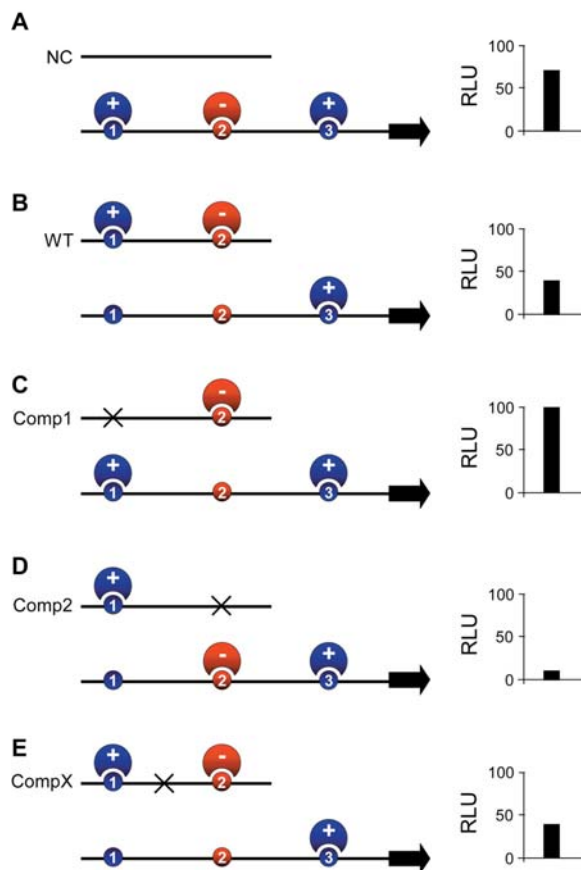 A
NC
+ - +
1 2 3
RLU
100
50
0
B
WT
+ -
1 2
+
1 2 3
RLU
100
50
0
C
Comp1
-
2
+ +
1 2 3
RLU
100
50
0
D
Comp2
+
1
- +
1 2 3
RLU
100
50
0
E
CompX
+ -
1 2
+
1 2 3
RLU
100
50
0